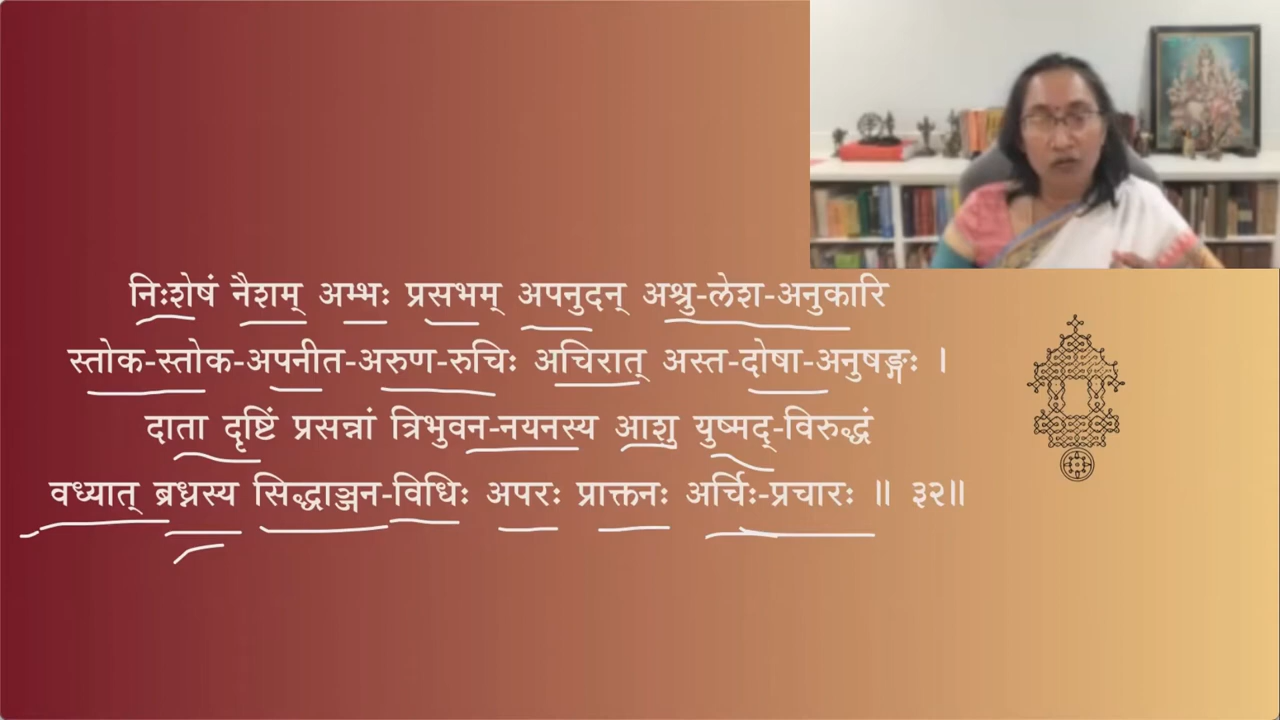 निःशेषं नैशम् अम्भः प्रसभम् अपनुदन् अश्रु-लेश-अनुकारि
स्तोक-स्तोक-अपनीत-अरुण-रुचिः अचिरात् अस्त-दोषा-अनुषङ्गः ।
दाता दृष्टिं प्रसन्नां त्रिभुवन-नयनस्य आशु युष्मद्-विरुद्धं
वध्यात् ब्रध्नस्य सिद्धाञ्जन-विधिः अपरः प्राक्तनः अर्चिः-प्रचारः ॥ ३२॥